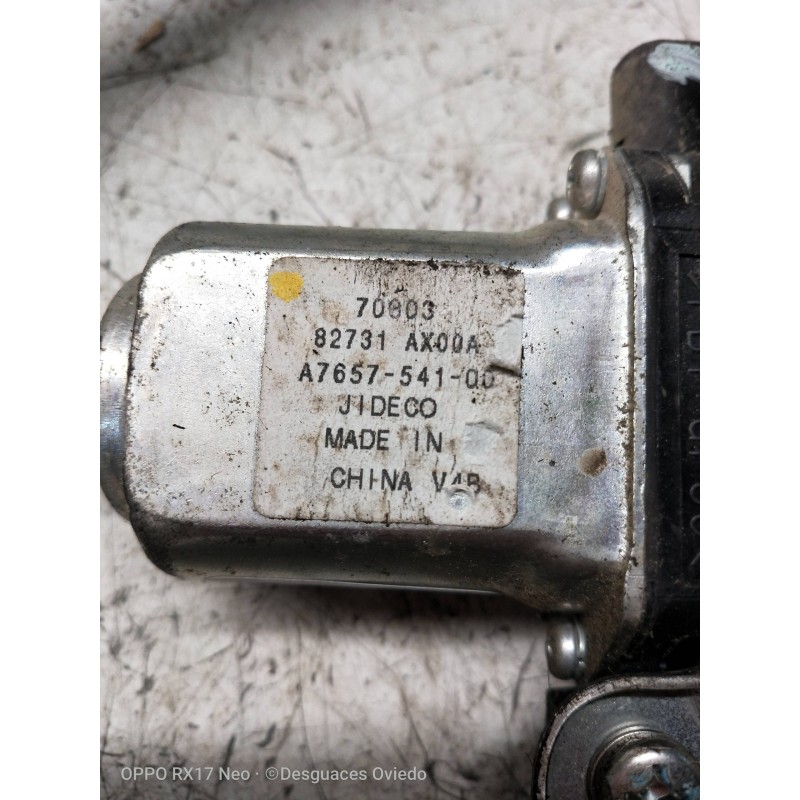 70803
82731 AX00A
A7657-541-00
JIDECO
MADE IN
CHINA V4B
OPPO RX17 Neo · ©Desguaces Oviedo